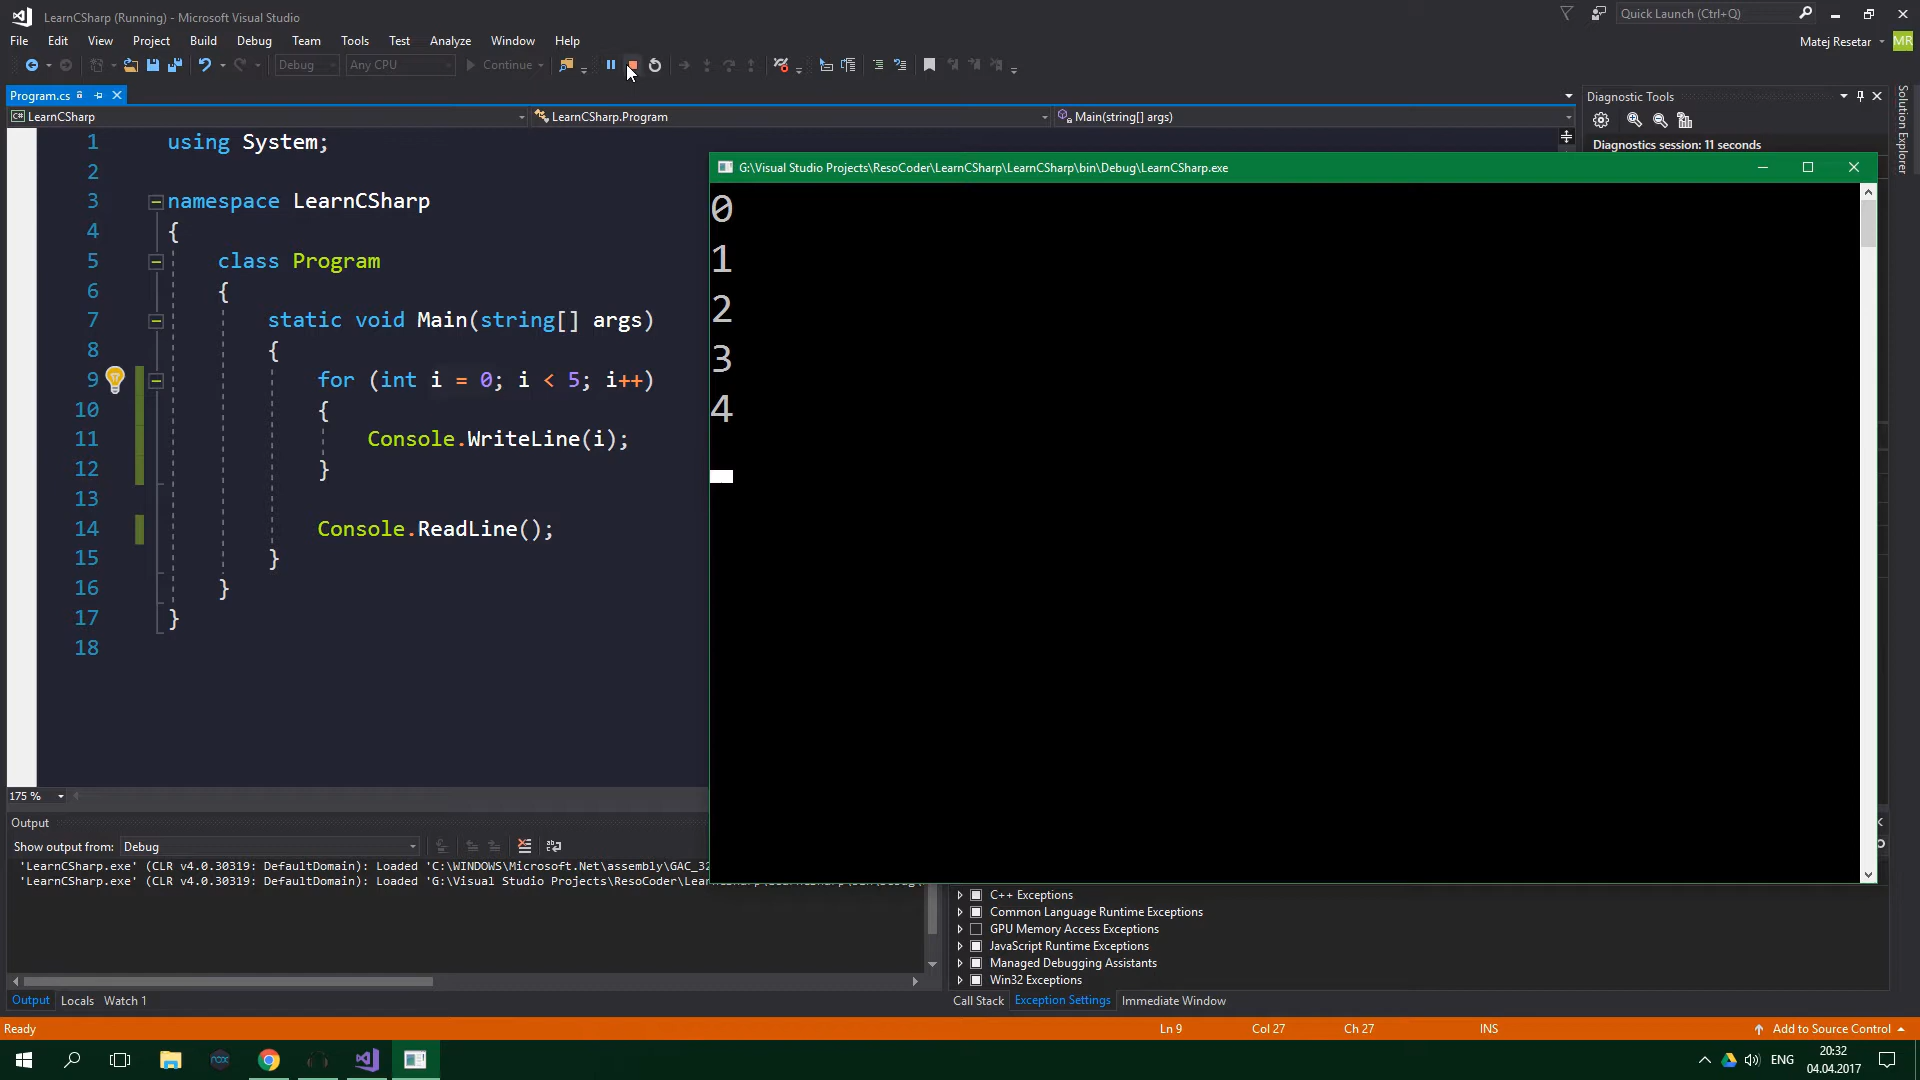 LearnCSharp (Running) - Microsoft Visual Studio
Quick Launch (Ctrl+Q)
File Edit View Project Build Debug Team Tools Test Analyze Window Help
Matej Resetar MR
Debug Any CPU Continue
Program.cs
Diagnostic Tools
Solution Explorer
LearnCSharp LearnCSharp.Program Main(string[] args)
Diagnostics session: 11 seconds
1 using System;
2
3 namespace LearnCSharp
4 {
5 class Program
6 {
7 static void Main(string[] args)
8 {
9 for (int i = 0; i < 5; i++)
10 {
11 Console.WriteLine(i);
12 }
13
14 Console.ReadLine();
15 }
16 }
17 }
18
G:\Visual Studio Projects\ResoCoder\LearnCSharp\LearnCSharp\bin\Debug\LearnCSharp.exe
0
1
2
3
4
175 %
Output
Show output from: Debug
'LearnCSharp.exe' (CLR v4.0.30319: DefaultDomain): Loaded 'C:\WINDOWS\Microsoft.Net\assembly\GAC_32
'LearnCSharp.exe' (CLR v4.0.30319: DefaultDomain): Loaded 'G:\Visual Studio Projects\ResoCoder\
C++ Exceptions
Common Language Runtime Exceptions
GPU Memory Access Exceptions
JavaScript Runtime Exceptions
Managed Debugging Assistants
Win32 Exceptions
Output Locals Watch 1
Call Stack Exception Settings Immediate Window
Ready Ln 9 Col 27 Ch 27 INS Add to Source Control
nox
ENG 20:32
04.04.2017